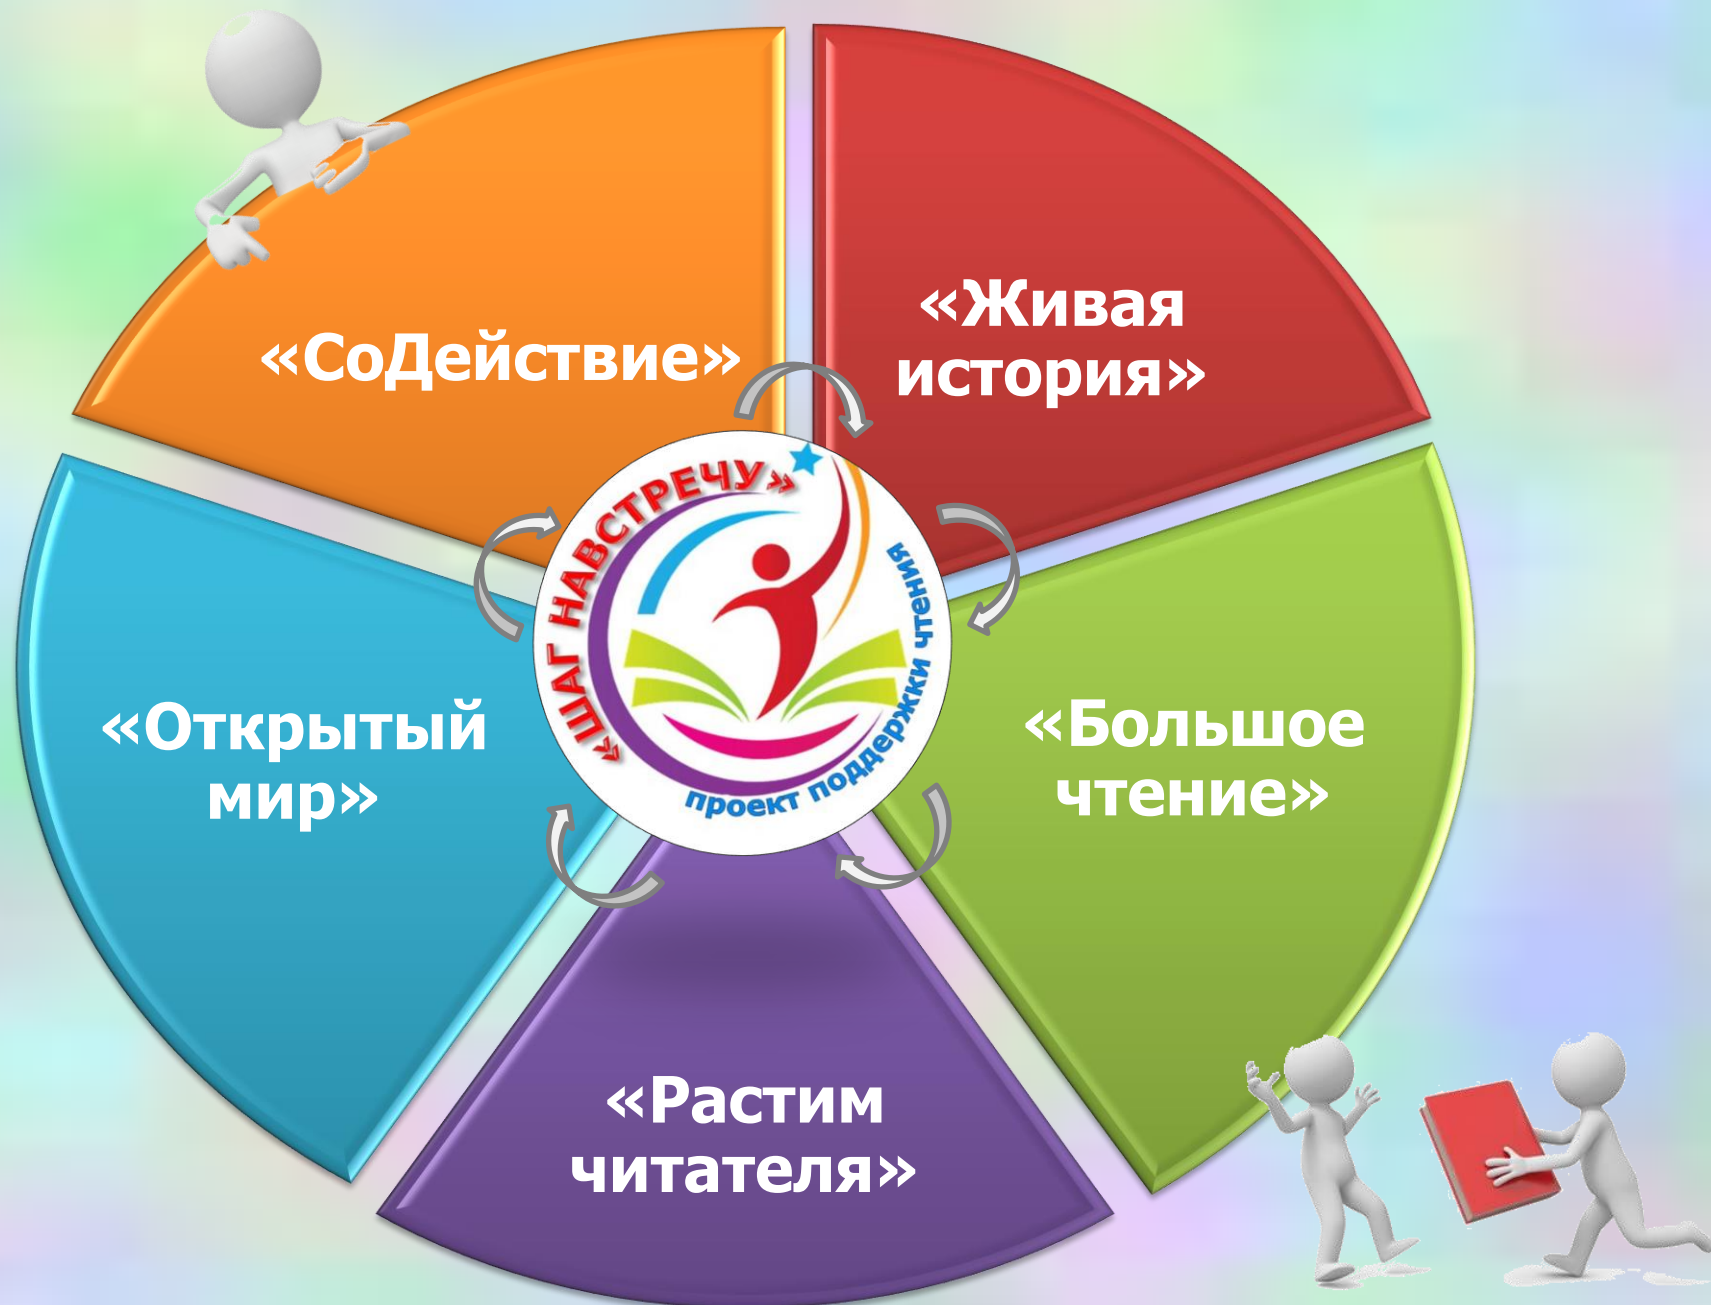 «СоДействие»
«Живая
история»
«ШАГ НАВСТРЕЧУ»
проект поддержки чтения
«Открытый
мир»
«Большое
чтение»
«Растим
читателя»